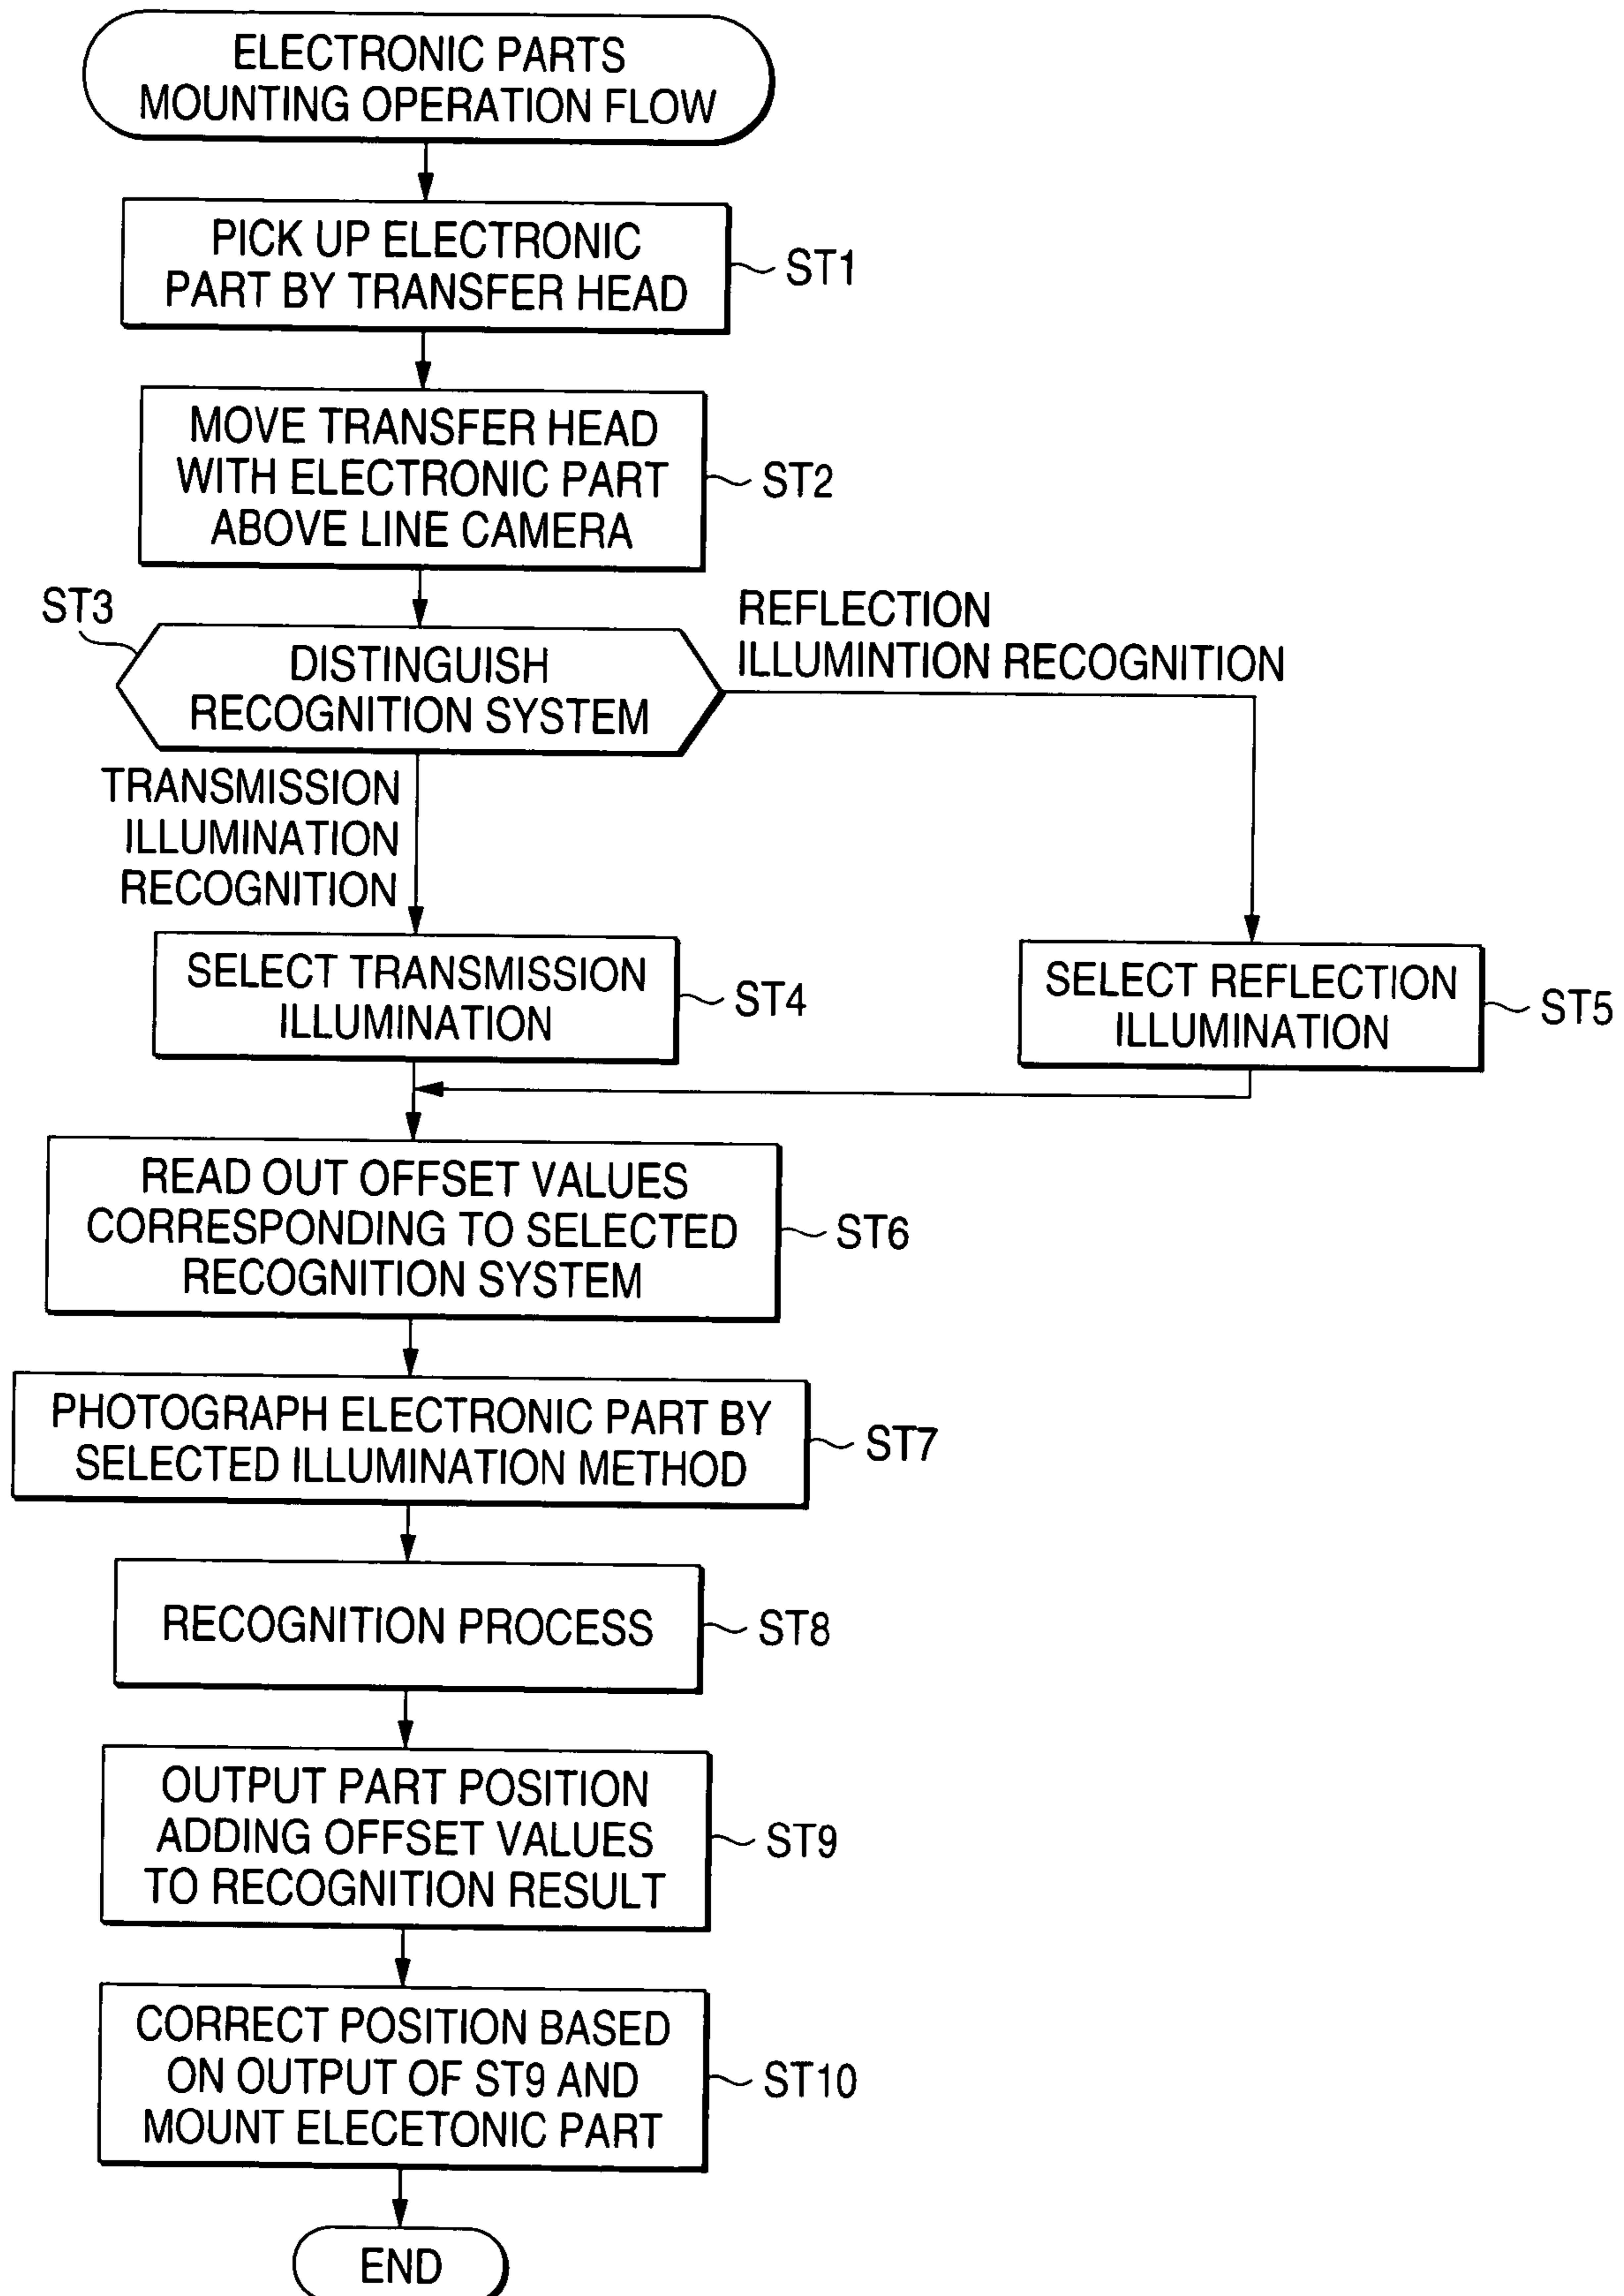 ELECTRONIC PARTS
MOUNTING OPERATION FLOW
PICK UP ELECTRONIC
PART BY TRANSFER HEAD
ST1
MOVE TRANSFER HEAD
WITH ELECTRONIC PART
ABOVE LINE CAMERA
ST2
ST3
DISTINGUISH
RECOGNITION SYSTEM
REFLECTION
ILLUMINTION RECOGNITION
TRANSMISSION
ILLUMINATION
RECOGNITION
SELECT TRANSMISSION
ILLUMINATION
ST4
SELECT REFLECTION
ILLUMINATION
ST5
READ OUT OFFSET VALUES
CORRESPONDING TO SELECTED
RECOGNITION SYSTEM
ST6
PHOTOGRAPH ELECTRONIC PART BY
SELECTED ILLUMINATION METHOD
ST7
RECOGNITION PROCESS
ST8
OUTPUT PART POSITION
ADDING OFFSET VALUES
TO RECOGNITION RESULT
ST9
CORRECT POSITION BASED
ON OUTPUT OF ST9 AND
MOUNT ELECETONIC PART
ST10
END